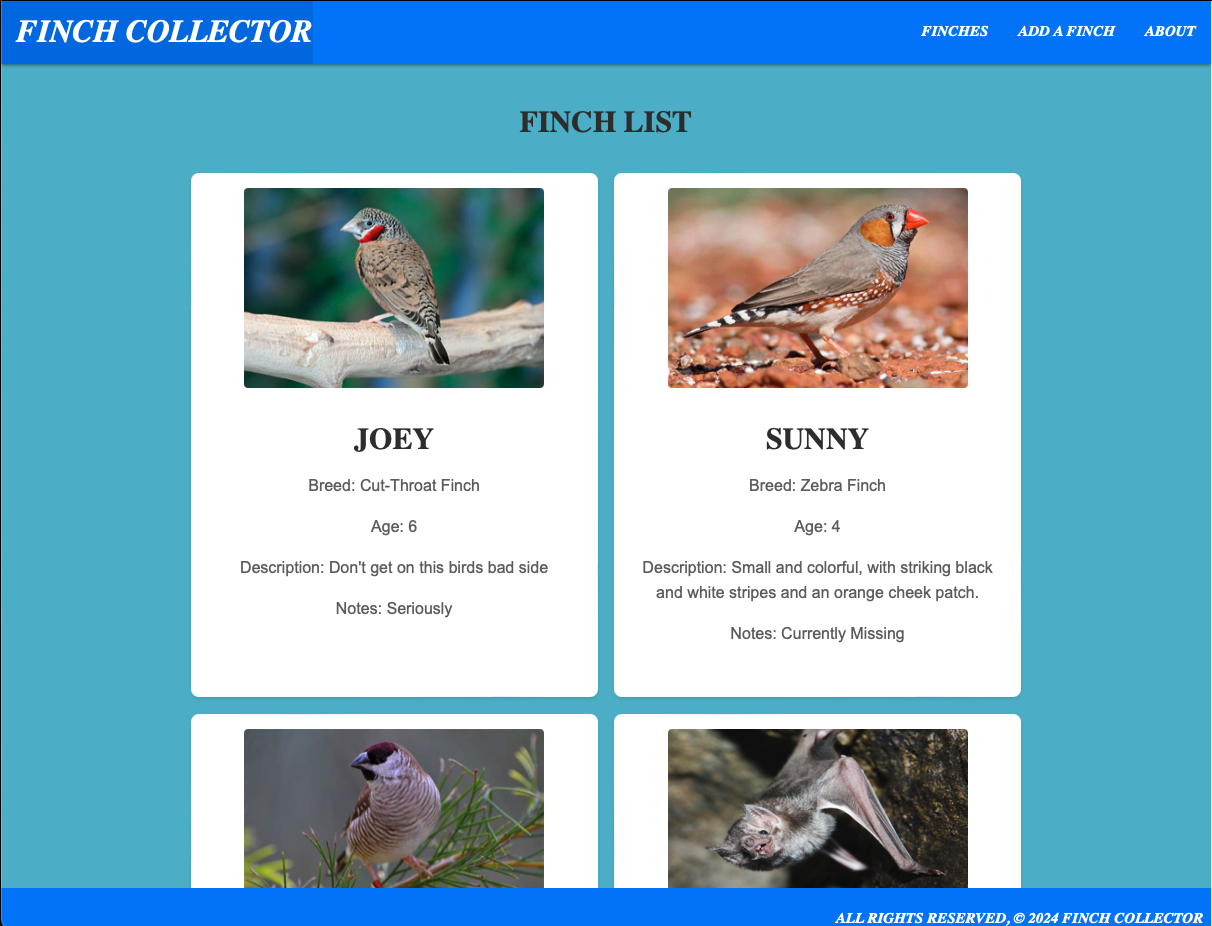 FINCH COLLECTOR
FINCHES ADD A FINCH ABOUT
FINCH LIST
JOEY
Breed: Cut-Throat Finch
Age: 6
Description: Don't get on this birds bad side
Notes: Seriously
SUNNY
Breed: Zebra Finch
Age: 4
Description: Small and colorful, with striking black
and white stripes and an orange cheek patch.
Notes: Currently Missing
ALL RIGHTS RESERVED, © 2024 FINCH COLLECTOR